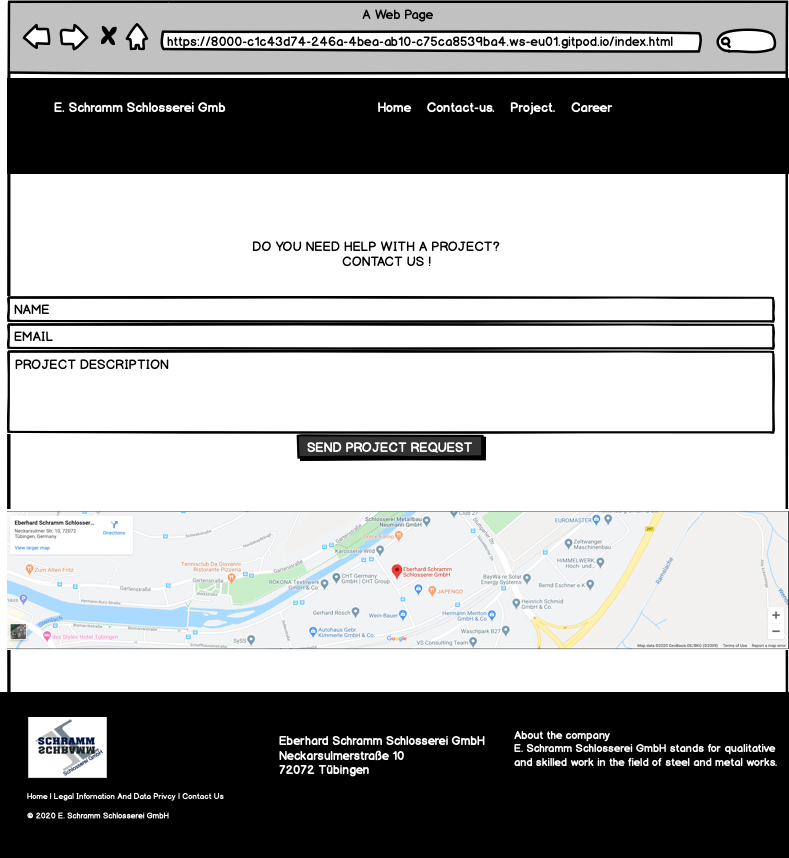 A Web Page
https://8000-c1c43d74-246a-4bea-ab10-c75ca8539ba4.ws-eu01.gitpod.io/index.html
E. Schramm Schlosserei Gmb
Home Contact-us. Project. Career
DO YOU NEED HELP WITH A PROJECT?
CONTACT US !
NAME
EMAIL
PROJECT DESCRIPTION
SEND PROJECT REQUEST
Eberhard Schramm Schlosser...
Neckarsulmer Str. 10, 72072
Tübingen, Germany
Directions
View larger map
Schlosserei Metallbau
Neumann GmbH
Club 27
EUROMASTER
Karosserie Wild
Zeltwanger
Maschinenbau
HIMMELWERK
Hoch- und...
Zum Alten Fritz
Tennisclub Da Giovanni
Ristorante Pizzeria
Gartenstraße
ROKONA Textilwerk
GmbH & Co. KG
CHT Germany
GmbH | CHT Group
Eberhard Schramm
Schlosserei GmbH
BayWa r.e. Solar
Energy Systems
Bernd Eschner e.K
JAPENGO
Heinrich Schmid
GmbH & Co.
Gerhard Rösch
Wein-Bauer
Hermann Menton
GmbH & Co.
Autohaus Gebr.
Kimmerle GmbH & Co.
Google
Waschpark B27
VS Consulting Team
ibis Styles Hotel Tübingen
SySS
Map data ©2020 GeoBasis-DE/BKG (©2009) Terms of Use Report a map error
SCHRAMM
Schlosserei GmbH
Eberhard Schramm Schlosserei GmbH
Neckarsulmerstraße 10
72072 Tübingen
About the company
E. Schramm Schlosserei GmbH stands for qualitative
and skilled work in the field of steel and metal works.
Home I Legal Infornation And Data Privcy I Contact Us
© 2020 E. Schramm Schlosserei GmbH